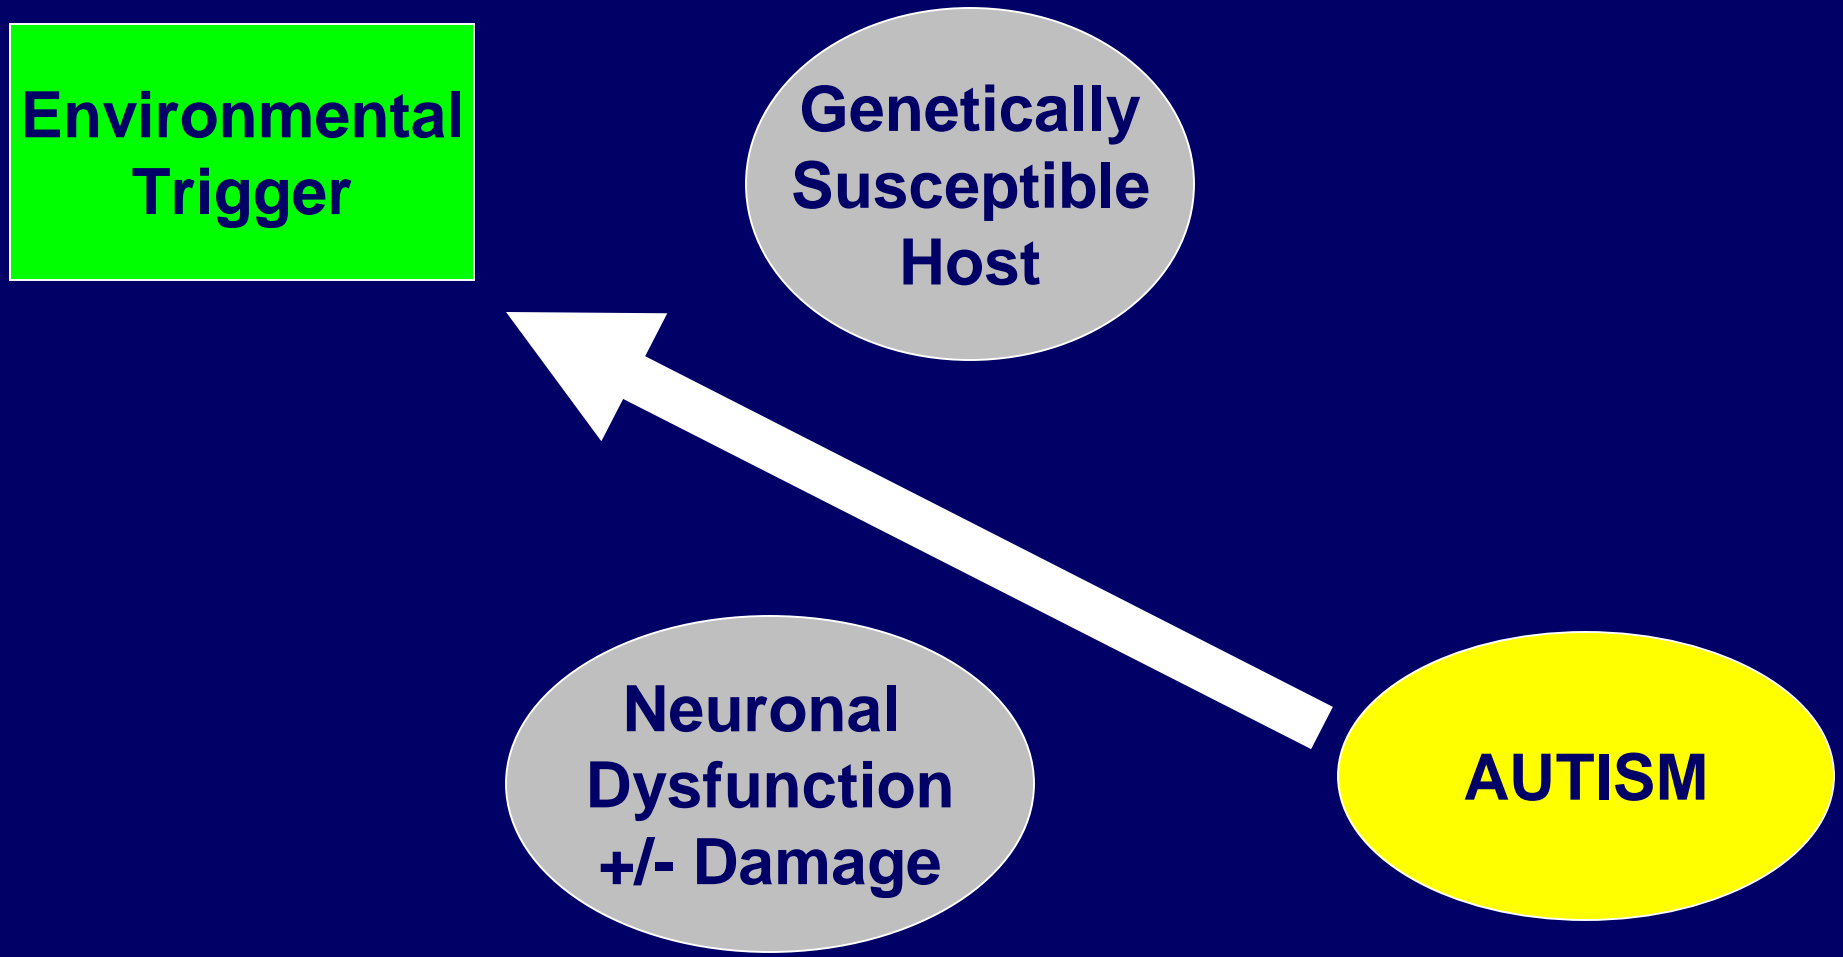 Environmental
Trigger
Genetically
Susceptible
Host
Neuronal
Dysfunction
+/- Damage
AUTISM